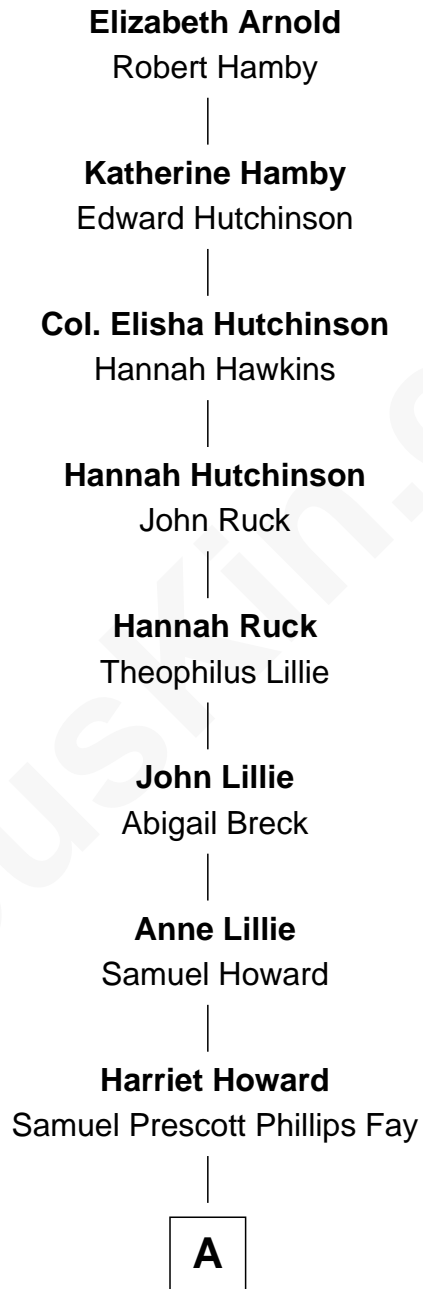 Elizabeth Arnold
Robert Hamby
Katherine Hamby
Edward Hutchinson
Col. Elisha Hutchinson
Hannah Hawkins
Hannah Hutchinson
John Ruck
Hannah Ruck
Theophilus Lillie
John Lillie
Abigail Breck
Anne Lillie
Samuel Howard
Harriet Howard
Samuel Prescott Phillips Fay
A